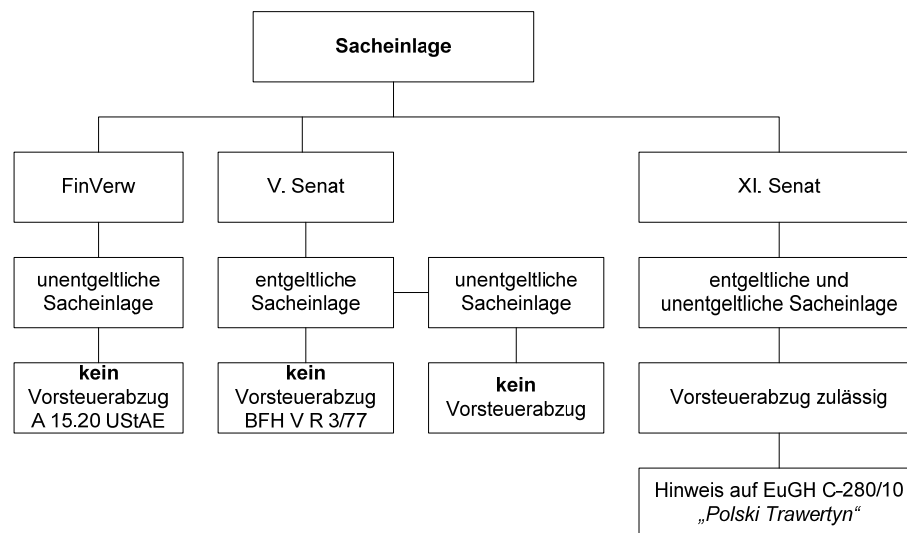 Sacheinlage
FinVerw
V. Senat
XI. Senat
unentgeltliche
Sacheinlage
entgeltliche
Sacheinlage
unentgeltliche
Sacheinlage
entgeltliche und
unentgeltliche Sacheinlage
kein
Vorsteuerabzug
A 15.20 UStAE
kein
Vorsteuerabzug
BFH V R 3/77
kein
Vorsteuerabzug
Vorsteuerabzug zulässig
Hinweis auf EuGH C-280/10
„Polski Trawertyn“